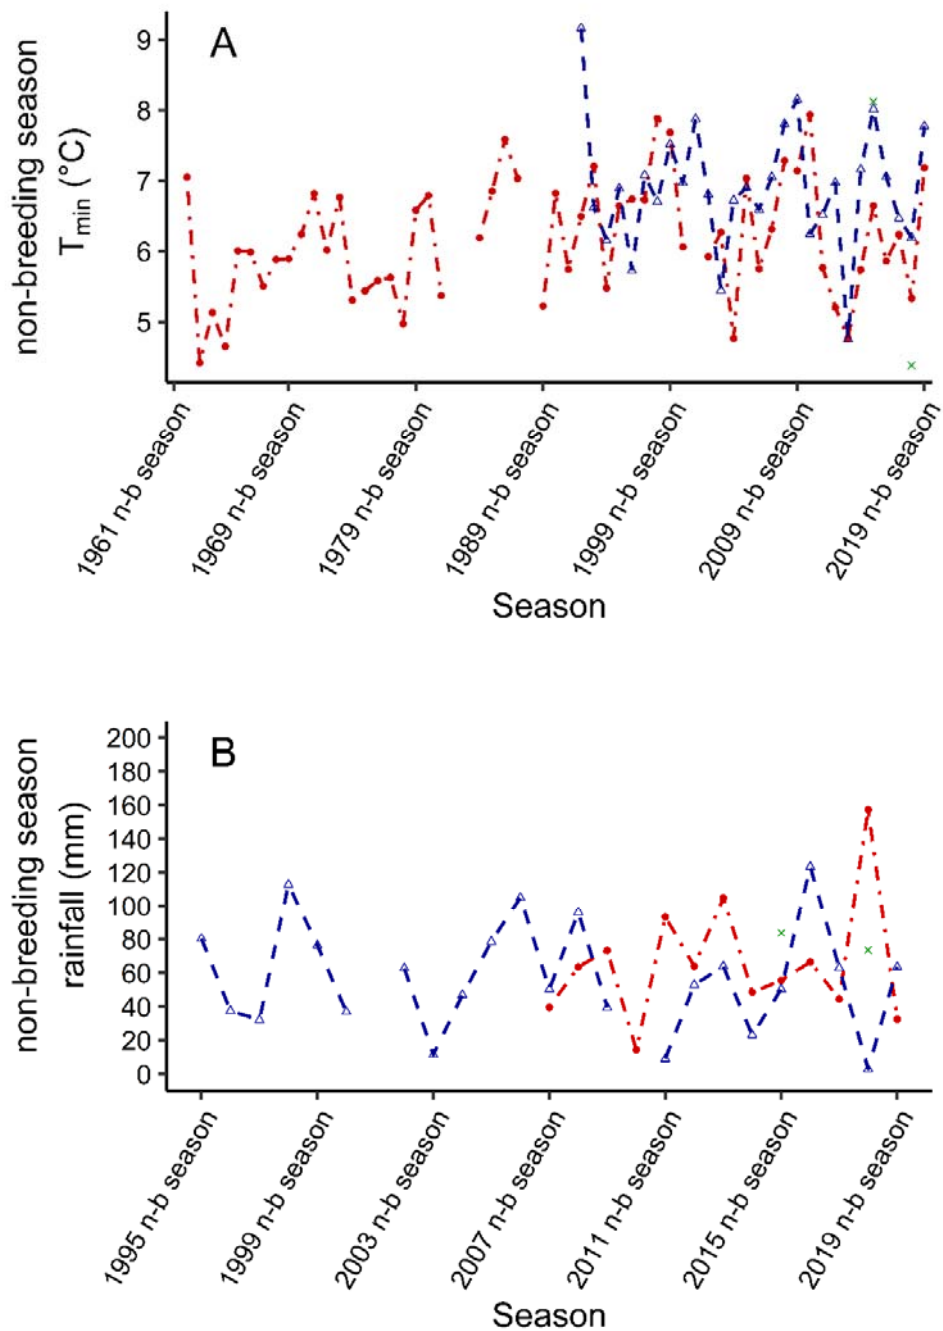 A
non-breeding season
Tmin (°C)
9
8
7
6
5
1961 n-b season
1969 n-b season
1979 n-b season
1989 n-b season
1999 n-b season
2009 n-b season
2019 n-b season
Season
B
non-breeding season
rainfall (mm)
200
180
160
140
120
100
80
60
40
20
0
1995 n-b season
1999 n-b season
2003 n-b season
2007 n-b season
2011 n-b season
2015 n-b season
2019 n-b season
Season